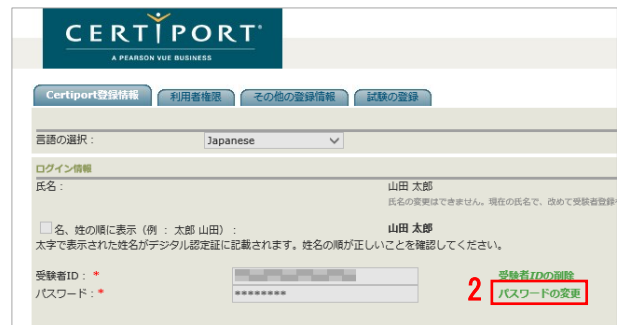 CERTIPORT
A PEARSON VUE BUSINESS
Certiport登録情報 利用者権限 その他の登録情報 試験の登録
言語の選択： Japanese
ログイン情報
氏名： 山田 太郎
氏名の変更はできません。現在の氏名で、改めて受験者登録
名、姓の順に表示（例 ： 太郎 山田）： 山田 太郎
太字で表示された姓名がデジタル認定証に記載されます。姓名の順が正しいことを確認してください。
受験者ID： * 受験者IDの削除
パスワード：* ******** 2 パスワードの変更